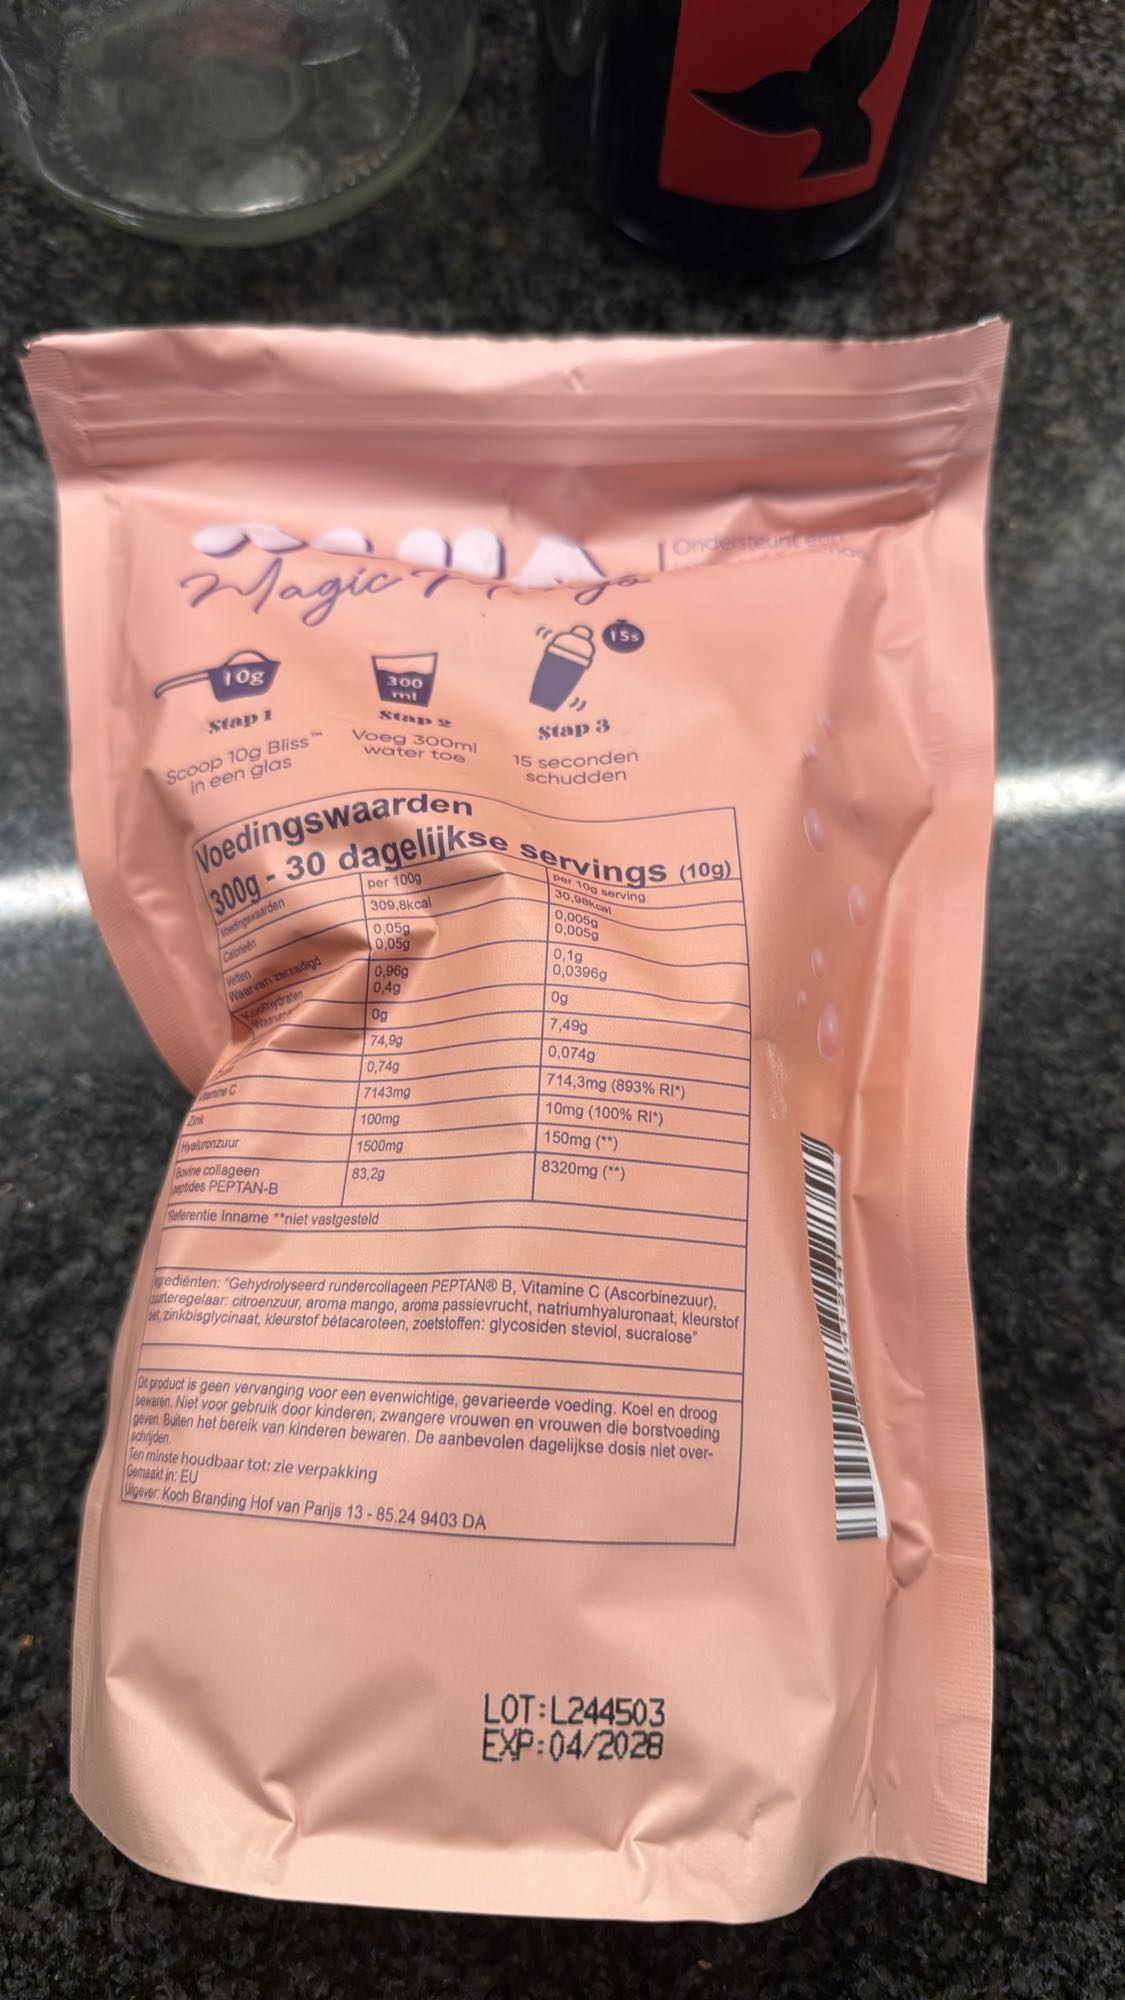 Magic
Ondersteunt een
10g
300
ml
15s
Stap 1
Stap 2
Stap 3
Scoop 10g Bliss™
in een glas
Voeg 300ml
water toe
15 seconden
schudden
Voedingswaarden
300g - 30 dagelijkse servings (10g)
Voedingswaarden per 100g per 10g serving
Calorieën 309,8kcal 30,98kcal
Vetten 0,05g 0,005g
Waarvan zerzadigd 0,05g 0,005g
Koolhydraten 0,96g 0,1g
0,4g 0,0396g
0g 0g
74,9g 7,49g
0,74g 0,074g
Vitamine C 7143mg 714,3mg (893% RI*)
Zink 100mg 10mg (100% RI*)
Hyaluronzuur 1500mg 150mg (**)
Bovine collageen 83,2g 8320mg (**)
peptides PEPTAN-B
*Referentie Inname **niet vastgesteld
Ingrediënten: "Gehydrolyseerd rundercollageen PEPTAN® B, Vitamine C (Ascorbinezuur),
zuurteregelaar: citroenzuur, aroma mango, aroma passievrucht, natriumhyaluronaat, kleurstof
biet, zinkbisglycinaat, kleurstof bètacaroteen, zoetstoffen: glycosiden steviol, sucralose"
Dit product is geen vervanging voor een evenwichtige, gevarieerde voeding. Koel en droog
bewaren. Niet voor gebruik door kinderen, zwangere vrouwen en vrouwen die borstvoeding
geven. Buiten het bereik van kinderen bewaren. De aanbevolen dagelijkse dosis niet over-
schrijden.
Ten minste houdbaar tot: zie verpakking
Gemaakt in: EU
Uitgever: Koch Branding Hof van Parijs 13 - 85.24 9403 DA
LOT:L244503
EXP:04/2028